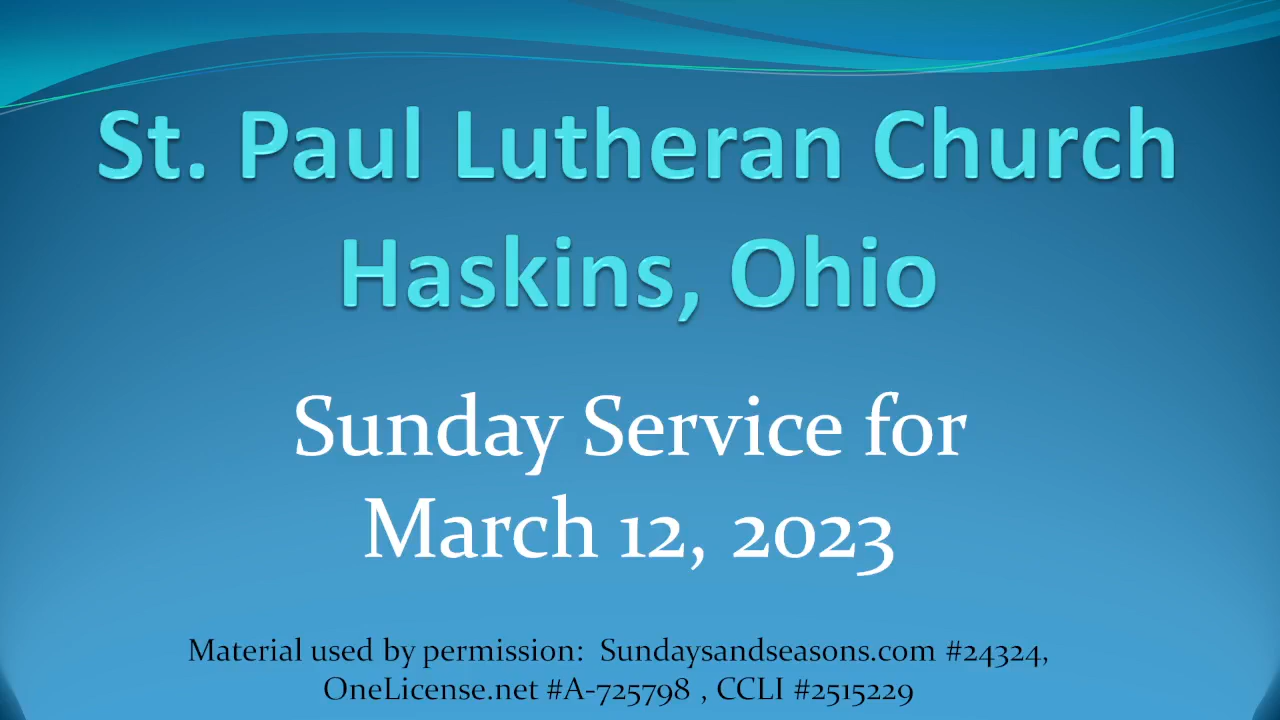 St. Paul Lutheran Church
Haskins, Ohio
Sunday Service for
March 12, 2023
Material used by permission:  Sundaysandseasons.com #24324,
OneLicense.net #A-725798 , CCLI #2515229